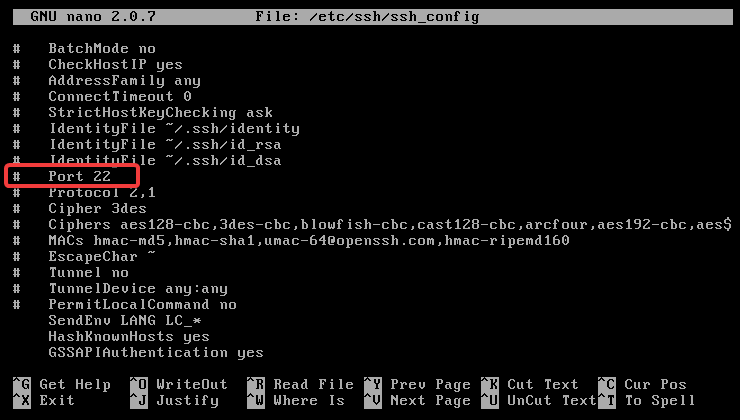 GNU nano 2.0.7 File: /etc/ssh/ssh_config
# BatchMode no
# CheckHostIP yes
# AddressFamily any
# ConnectTimeout 0
# StrictHostKeyChecking ask
# IdentityFile ~/.ssh/identity
# IdentityFile ~/.ssh/id_rsa
# IdentityFile ~/.ssh/id_dsa
# Port 22
# Protocol 2,1
# Cipher 3des
# Ciphers aes128-cbc,3des-cbc,blowfish-cbc,cast128-cbc,arcfour,aes192-cbc,aes$
# MACs hmac-md5,hmac-sha1,umac-64@openssh.com,hmac-ripemd160
# EscapeChar ~
# Tunnel no
# TunnelDevice any:any
# PermitLocalCommand no
SendEnv LANG LC_*
HashKnownHosts yes
GSSAPIAuthentication yes
^G Get Help ^O WriteOut ^R Read File ^Y Prev Page ^K Cut Text ^C Cur Pos
^X Exit ^J Justify ^W Where Is ^V Next Page ^U UnCut Text ^T To Spell